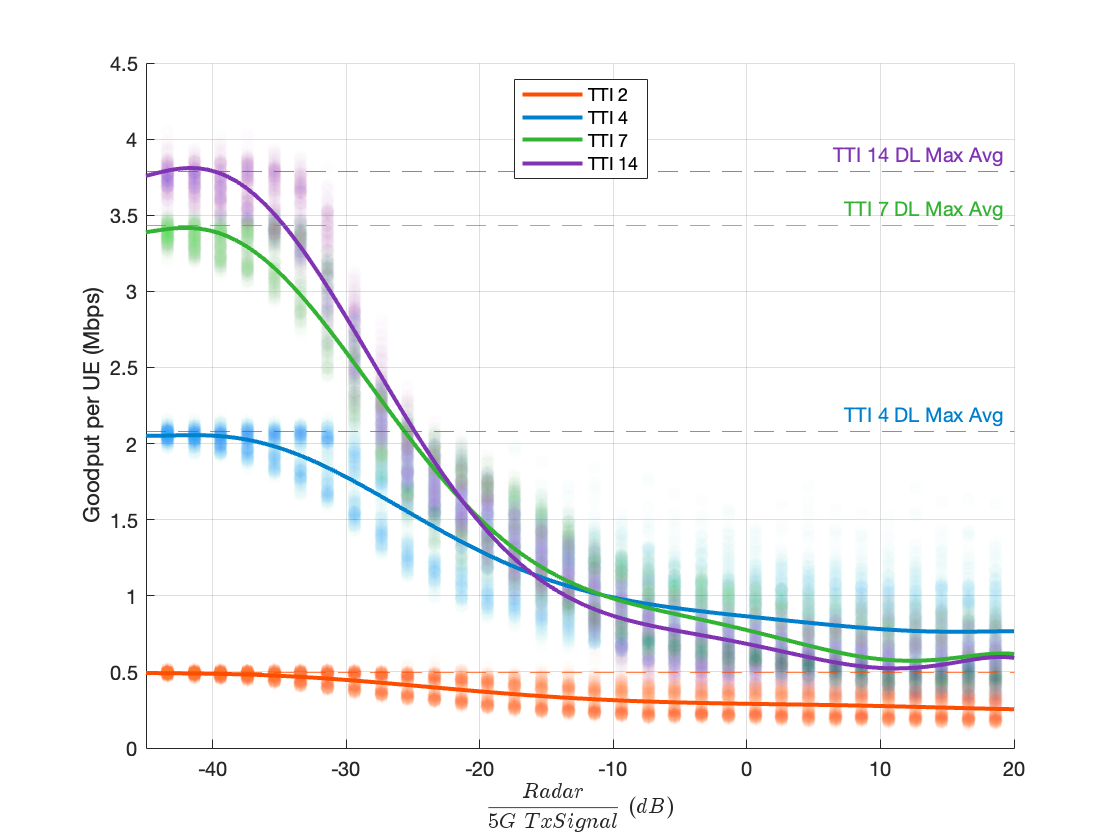 4.5
4
3.5
3
2.5
2
1.5
1
0.5
0
Goodput per UE (Mbps)
TTI 2
TTI 4
TTI 7
TTI 14
TTI 14 DL Max Avg
TTI 7 DL Max Avg
TTI 4 DL Max Avg
-40 -30 -20 -10 0 10 20
Radar
5G TxSignal (dB)